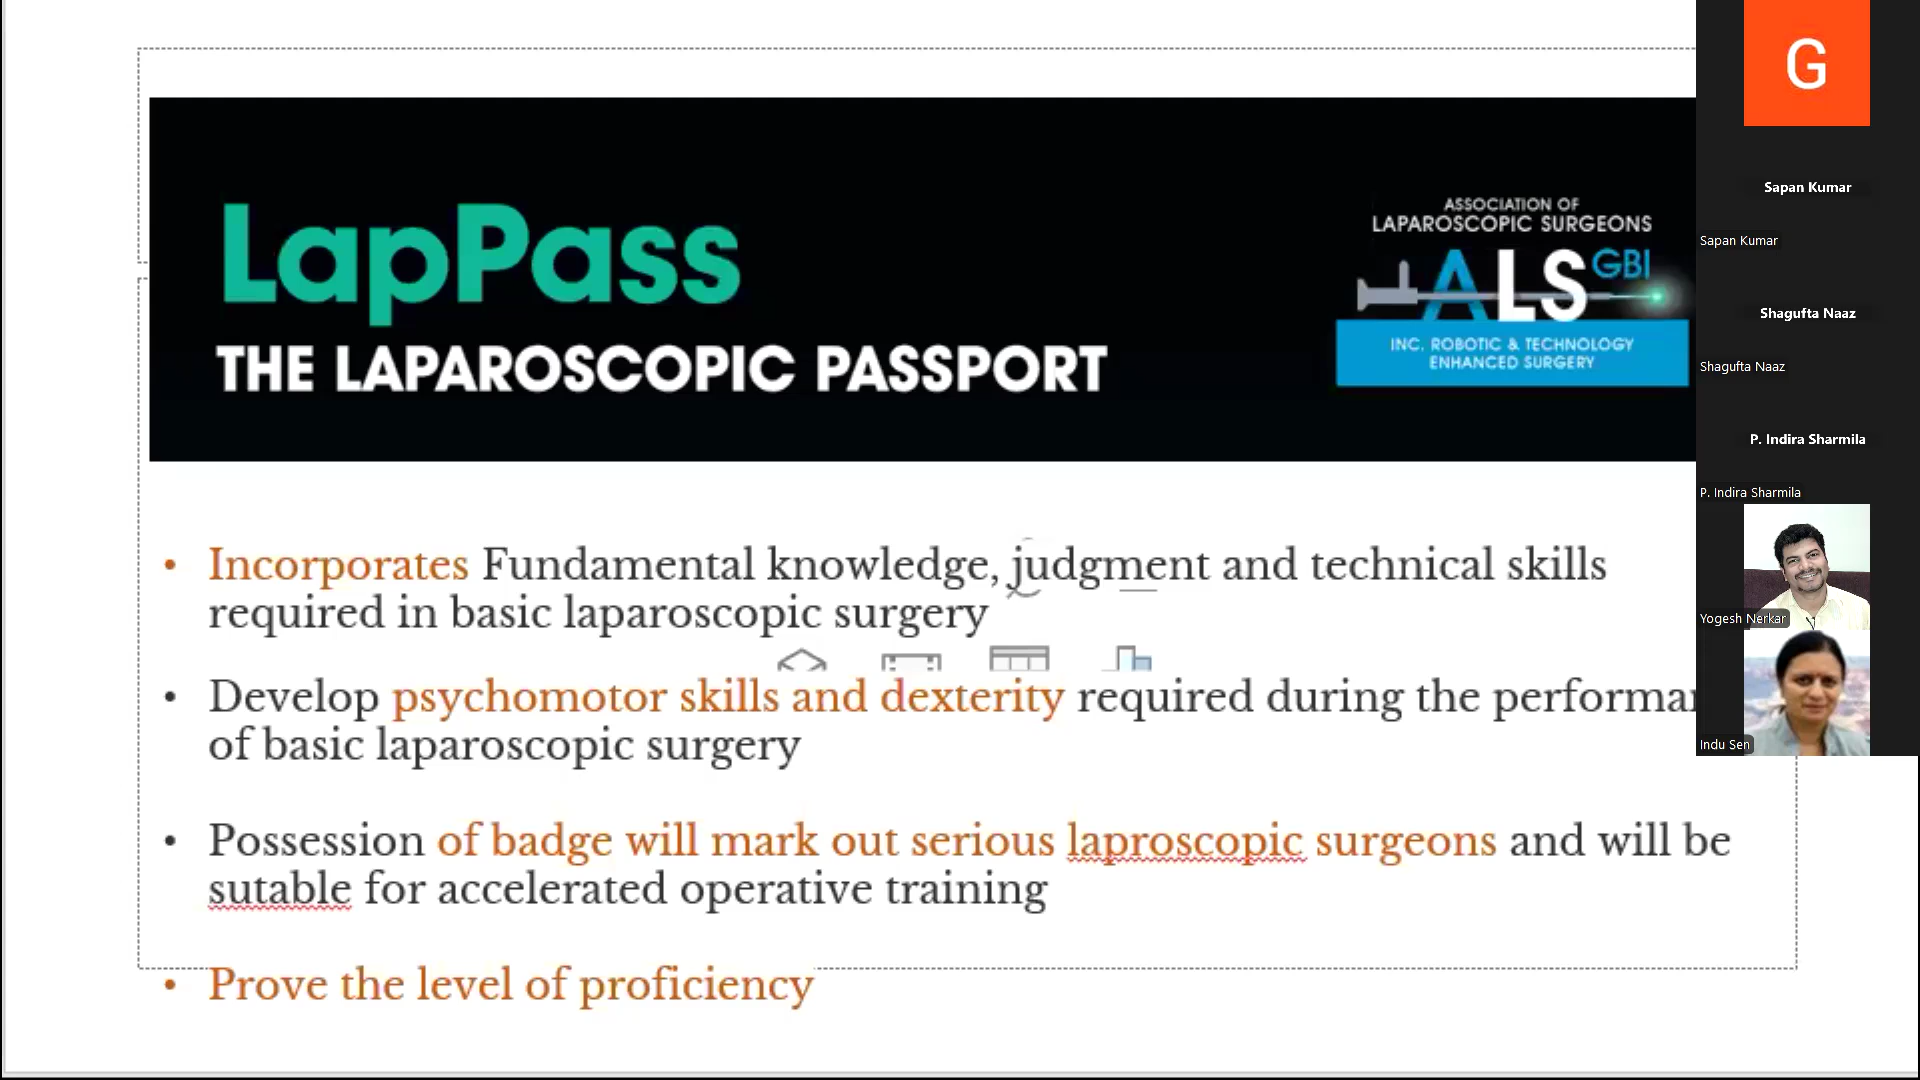 LapPass
THE LAPAROSCOPIC PASSPORT
ASSOCIATION OF
LAPAROSCOPIC SURGEONS
ALS GBI
INC. ROBOTIC & TECHNOLOGY
ENHANCED SURGERY
• Incorporates Fundamental knowledge, judgment and technical skills
required in basic laparoscopic surgery
• Develop psychomotor skills and dexterity required during the performan
of basic laparoscopic surgery
• Possession of badge will mark out serious laproscopic surgeons and will be
sutable for accelerated operative training
• Prove the level of proficiency
G
Sapan Kumar
Sapan Kumar
Shagufta Naaz
Shagufta Naaz
P. Indira Sharmila
P. Indira Sharmila
Yogesh Nerkar
Indu Sen